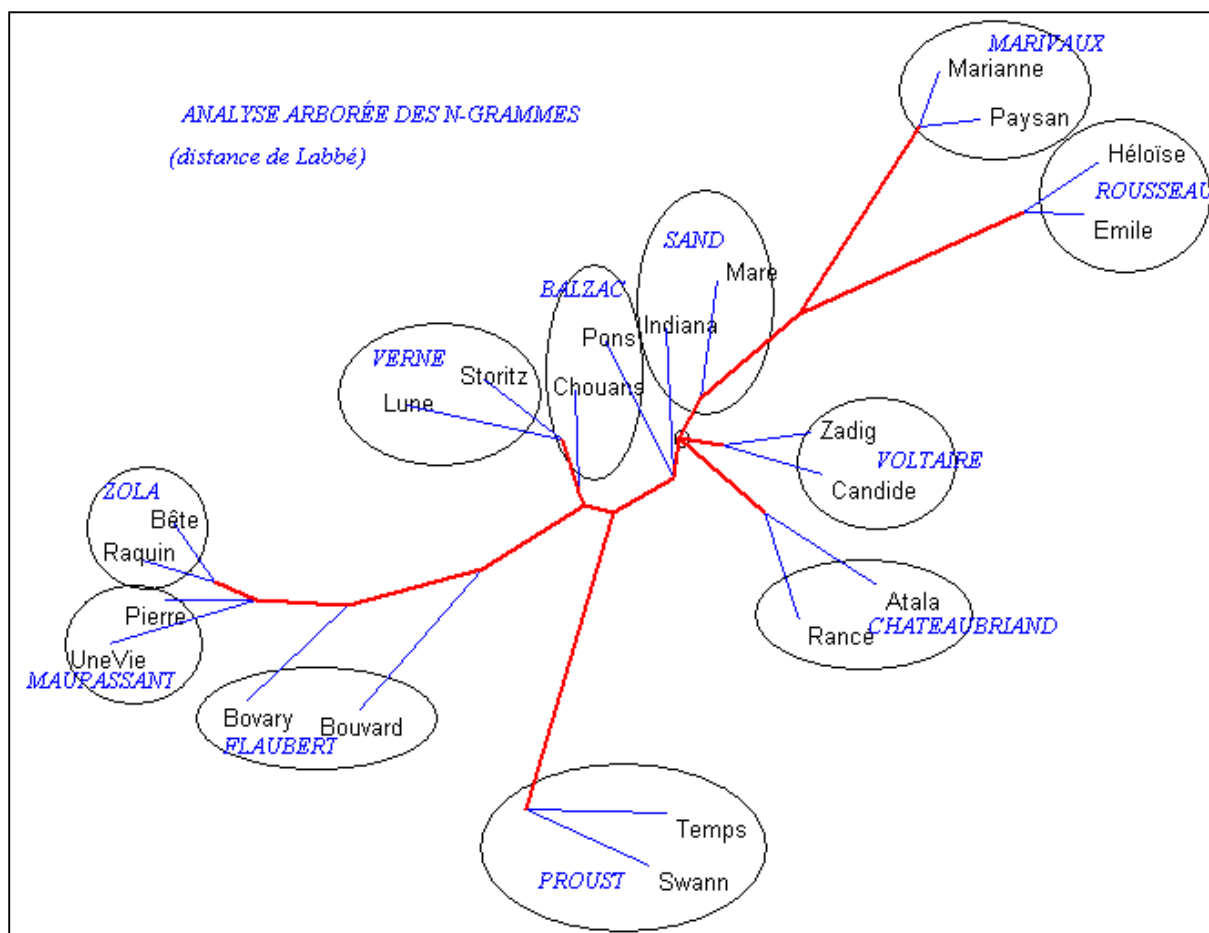 MARIVAUX
Marianne
ANALYSE ARBORÉE DES N-GRAMMES
Paysan
(distance de Labbé)
Héloïse
ROUSSEAU
Emile
SAND
Mare
BALZAC
Indiana
Pons
VERNE
Storitz
Chouans
Lune
Zadig
VOLTAIRE
Candide
ZOLA
Bête
Raquin
Pierre
UneVie
MAUPASSANT
Atala
Rancé
CHATEAUBRIAND
Bovary
Bouvard
FLAUBERT
Temps
PROUST
Swann